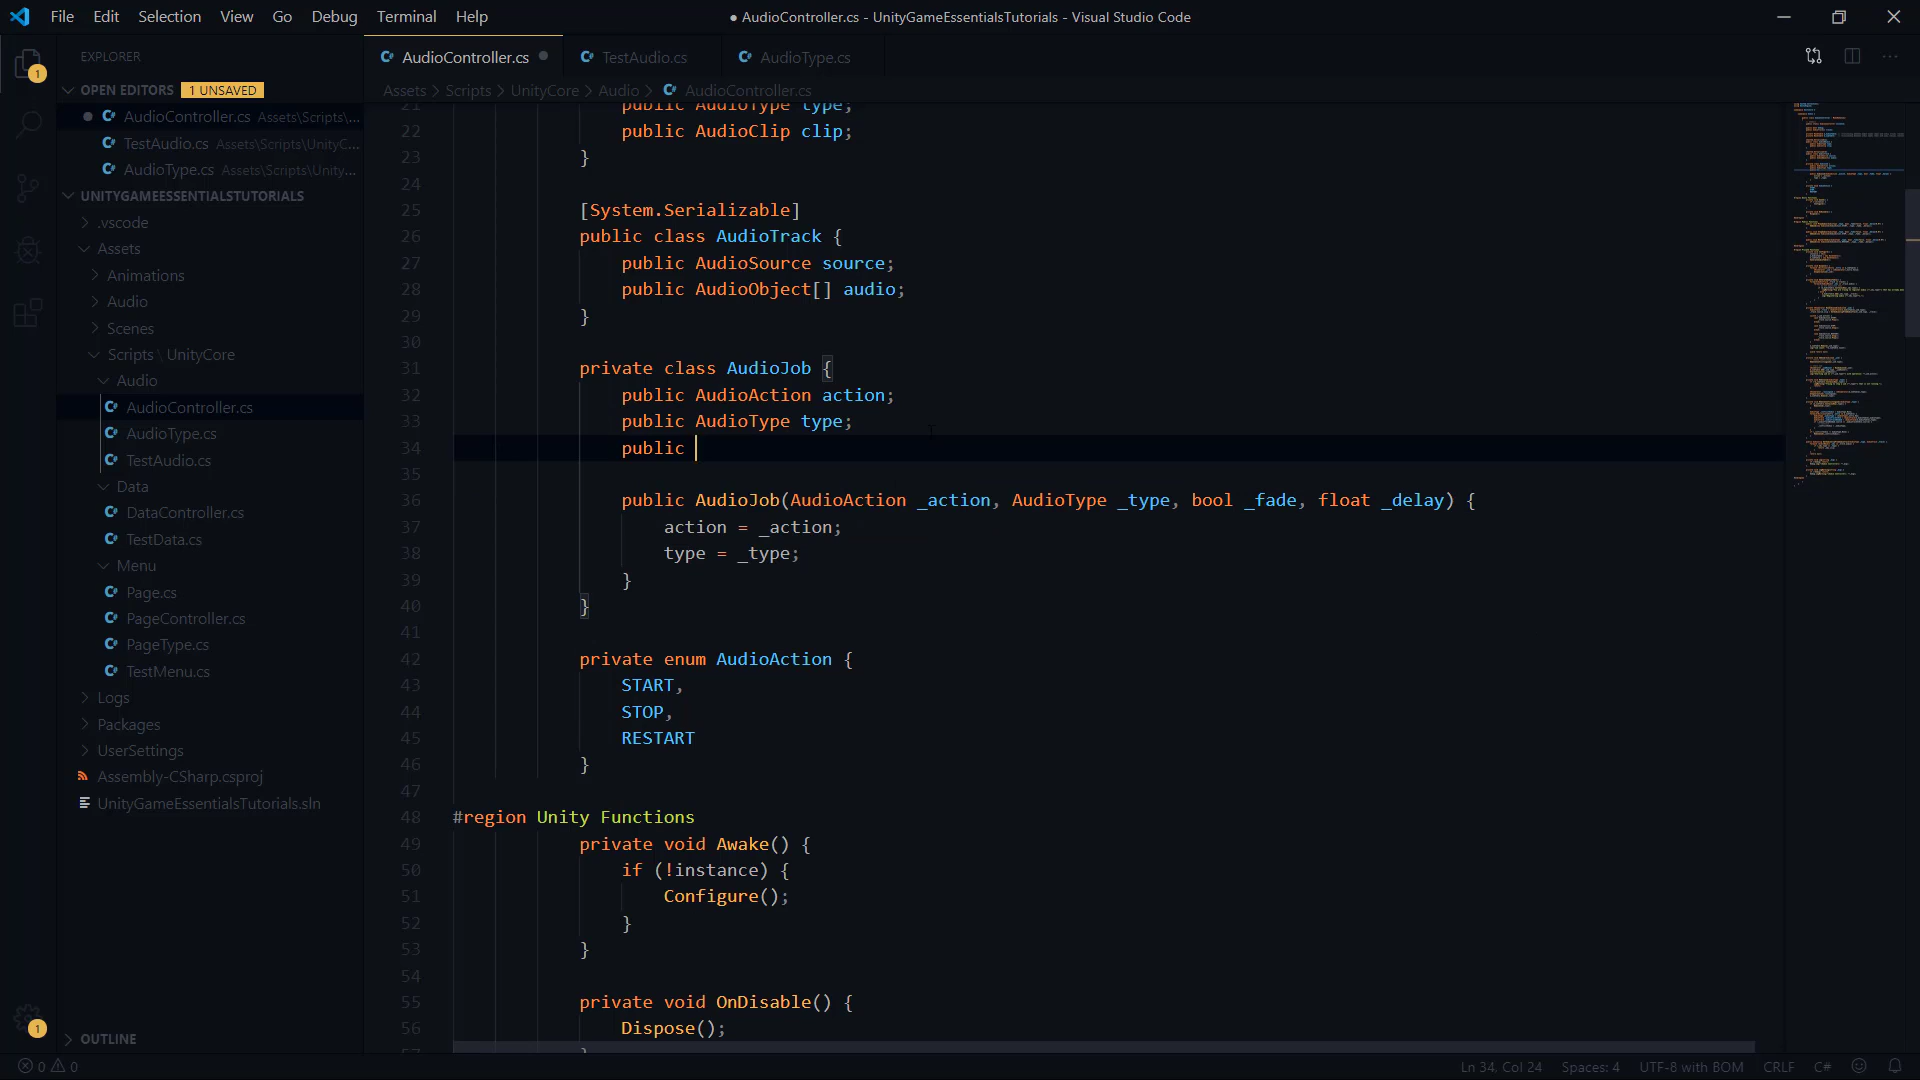 File Edit Selection View Go Debug Terminal Help
● AudioController.cs - UnityGameEssentialsTutorials - Visual Studio Code
EXPLORER
OPEN EDITORS 1 UNSAVED
AudioController.cs Assets\Scripts\...
TestAudio.cs Assets\Scripts\UnityC...
AudioType.cs Assets\Scripts\Unity...
UNITYGAMEESSENTIALSTUTORIALS
.vscode
Assets
Animations
Audio
Scenes
Scripts \ UnityCore
Audio
AudioController.cs
AudioType.cs
TestAudio.cs
Data
DataController.cs
TestData.cs
Menu
Page.cs
PageController.cs
PageType.cs
TestMenu.cs
Logs
Packages
UserSettings
Assembly-CSharp.csproj
UnityGameEssentialsTutorials.sln
OUTLINE
1
1
AudioController.cs TestAudio.cs AudioType.cs
Assets > Scripts > UnityCore > Audio > AudioController.cs
21 public AudioType type;
22 public AudioClip clip;
23 }
24
25 [System.Serializable]
26 public class AudioTrack {
27 public AudioSource source;
28 public AudioObject[] audio;
29 }
30
31 private class AudioJob {
32 public AudioAction action;
33 public AudioType type;
34 public
35
36 public AudioJob(AudioAction _action, AudioType _type, bool _fade, float _delay) {
37 action = _action;
38 type = _type;
39 }
40 }
41
42 private enum AudioAction {
43 START,
44 STOP,
45 RESTART
46 }
47
48 #region Unity Functions
49 private void Awake() {
50 if (!instance) {
51 Configure();
52 }
53 }
54
55 private void OnDisable() {
56 Dispose();
57 }
0 0
Ln 34, Col 24 Spaces: 4 UTF-8 with BOM CRLF C#